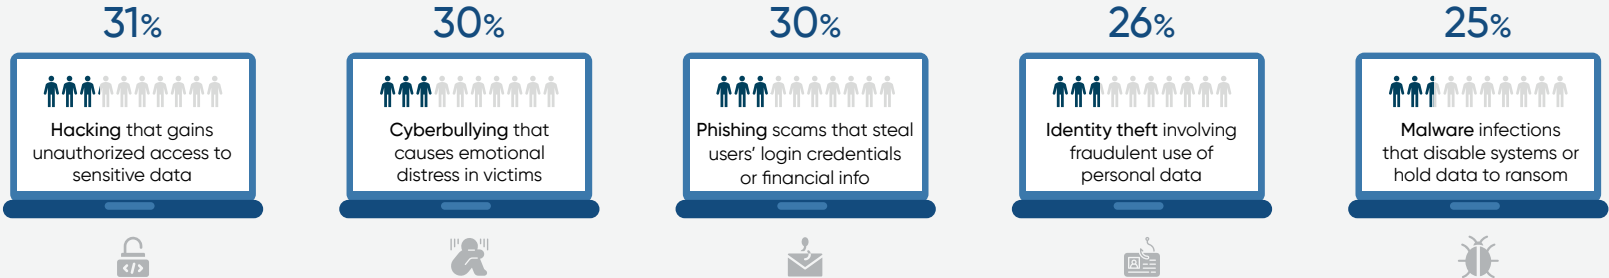 31%
Hacking that gains
unauthorized access to
sensitive data
30%
Cyberbullying that
causes emotional
distress in victims
30%
Phishing scams that steal
users’ login credentials
or financial info
26%
Identity theft involving
fraudulent use of
personal data
25%
Malware infections
that disable systems or
hold data to ransom